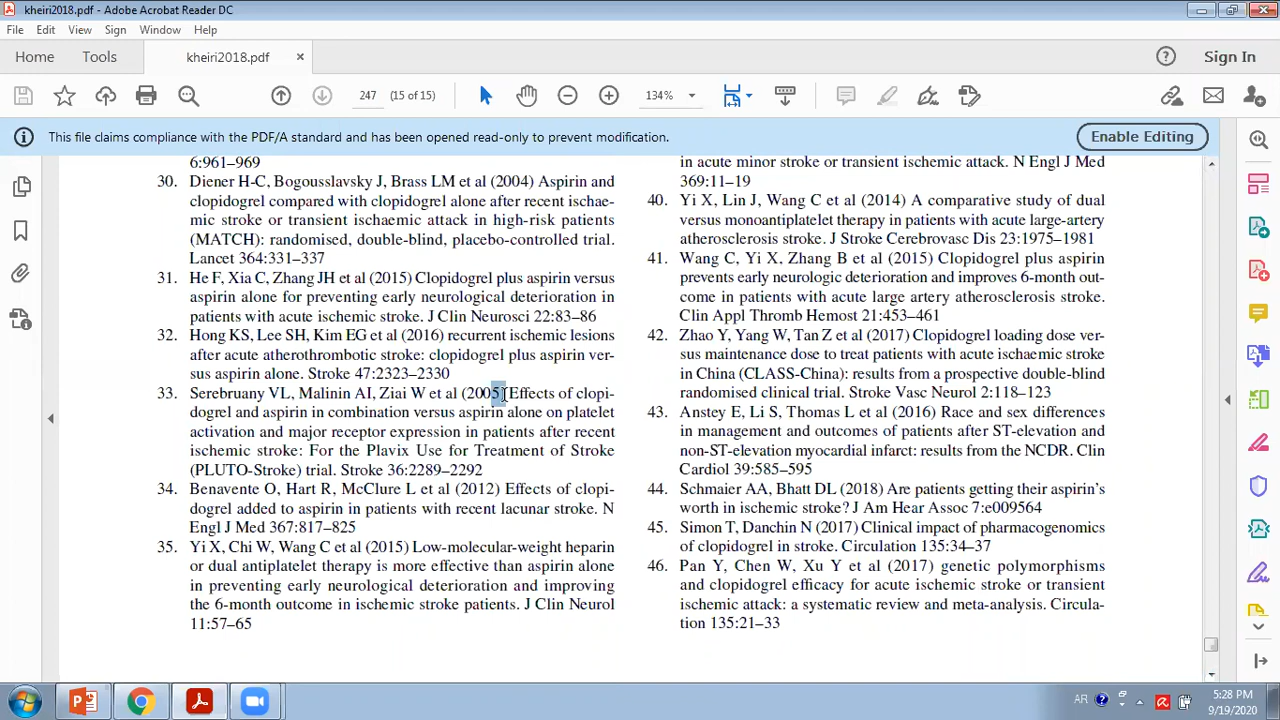 kheiri2018.pdf - Adobe Acrobat Reader DC
File Edit View Sign Window Help
Home Tools kheiri2018.pdf × Sign In
247 (15 of 15) 134%
This file claims compliance with the PDF/A standard and has been opened read-only to prevent modification. Enable Editing
6:961–969
30. Diener H-C, Bogousslavsky J, Brass LM et al (2004) Aspirin and
clopidogrel compared with clopidogrel alone after recent ischae-
mic stroke or transient ischaemic attack in high-risk patients
(MATCH): randomised, double-blind, placebo-controlled trial.
Lancet 364:331–337
31. He F, Xia C, Zhang JH et al (2015) Clopidogrel plus aspirin versus
aspirin alone for preventing early neurological deterioration in
patients with acute ischemic stroke. J Clin Neurosci 22:83–86
32. Hong KS, Lee SH, Kim EG et al (2016) recurrent ischemic lesions
after acute atherothrombotic stroke: clopidogrel plus aspirin ver-
sus aspirin alone. Stroke 47:2323–2330
33. Serebruany VL, Malinin AI, Ziai W et al (2005) Effects of clopi-
dogrel and aspirin in combination versus aspirin alone on platelet
activation and major receptor expression in patients after recent
ischemic stroke: For the Plavix Use for Treatment of Stroke
(PLUTO-Stroke) trial. Stroke 36:2289–2292
34. Benavente O, Hart R, McClure L et al (2012) Effects of clopi-
dogrel added to aspirin in patients with recent lacunar stroke. N
Engl J Med 367:817–825
35. Yi X, Chi W, Wang C et al (2015) Low-molecular-weight heparin
or dual antiplatelet therapy is more effective than aspirin alone
in preventing early neurological deterioration and improving
the 6-month outcome in ischemic stroke patients. J Clin Neurol
11:57–65
in acute minor stroke or transient ischemic attack. N Engl J Med
369:11–19
40. Yi X, Lin J, Wang C et al (2014) A comparative study of dual
versus monoantiplatelet therapy in patients with acute large-artery
atherosclerosis stroke. J Stroke Cerebrovasc Dis 23:1975–1981
41. Wang C, Yi X, Zhang B et al (2015) Clopidogrel plus aspirin
prevents early neurologic deterioration and improves 6-month out-
come in patients with acute large artery atherosclerosis stroke.
Clin Appl Thromb Hemost 21:453–461
42. Zhao Y, Yang W, Tan Z et al (2017) Clopidogrel loading dose ver-
sus maintenance dose to treat patients with acute ischaemic stroke
in China (CLASS-China): results from a prospective double-blind
randomised clinical trial. Stroke Vasc Neurol 2:118–123
43. Anstey E, Li S, Thomas L et al (2016) Race and sex differences
in management and outcomes of patients after ST-elevation and
non-ST-elevation myocardial infarct: results from the NCDR. Clin
Cardiol 39:585–595
44. Schmaier AA, Bhatt DL (2018) Are patients getting their aspirin's
worth in ischemic stroke? J Am Hear Assoc 7:e009564
45. Simon T, Danchin N (2017) Clinical impact of pharmacogenomics
of clopidogrel in stroke. Circulation 135:34–37
46. Pan Y, Chen W, Xu Y et al (2017) genetic polymorphisms
and clopidogrel efficacy for acute ischemic stroke or transient
ischemic attack: a systematic review and meta-analysis. Circula-
tion 135:21–33
AR 5:28 PM
9/19/2020